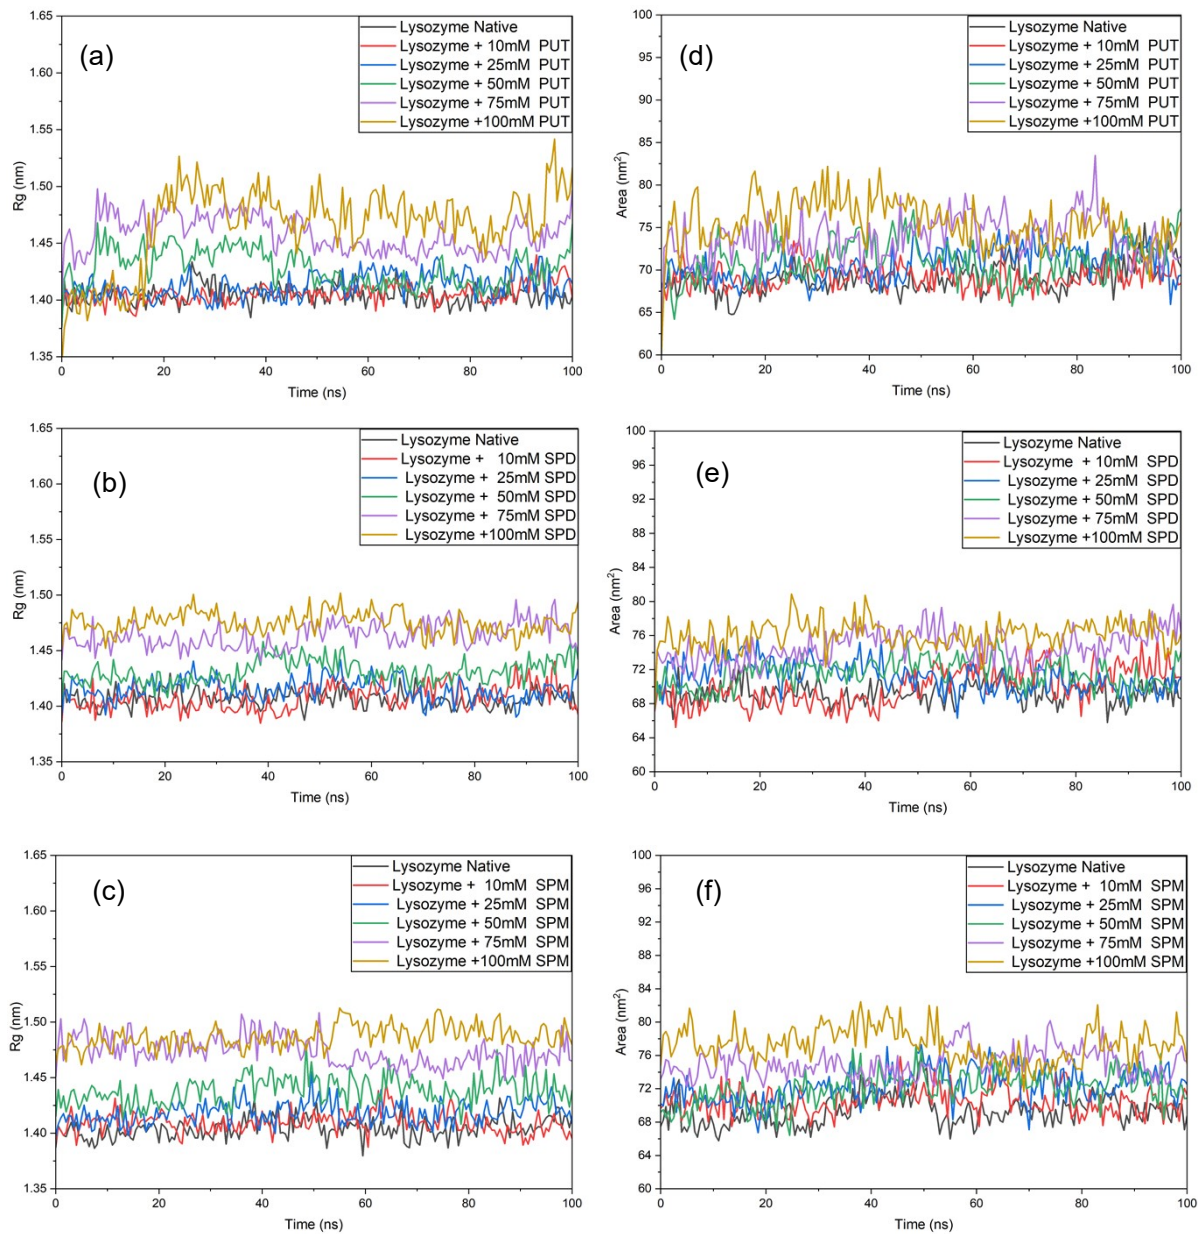 (a)
Lysozyme Native
Lysozyme + 10mM PUT
Lysozyme + 25mM PUT
Lysozyme + 50mM PUT
Lysozyme + 75mM PUT
Lysozyme +100mM PUT
1.65
1.60
1.55
1.50
1.45
1.40
1.35
Rg (nm)
0 20 40 60 80 100
Time (ns)
(d)
Lysozyme Native
Lysozyme + 10mM PUT
Lysozyme + 25mM PUT
Lysozyme + 50mM PUT
Lysozyme + 75mM PUT
Lysozyme +100mM PUT
100
95
90
85
80
75
70
65
60
Area (nm²)
0 20 40 60 80 100
Time (ns)
(b)
Lysozyme Native
Lysozyme + 10mM SPD
Lysozyme + 25mM SPD
Lysozyme + 50mM SPD
Lysozyme + 75mM SPD
Lysozyme +100mM SPD
1.65
1.60
1.55
1.50
1.45
1.40
1.35
Rg (nm)
0 20 40 60 80 100
Time (ns)
(e)
Lysozyme Native
Lysozyme + 10mM SPD
Lysozyme + 25mM SPD
Lysozyme + 50mM SPD
Lysozyme + 75mM SPD
Lysozyme +100mM SPD
100
96
92
88
84
80
76
72
68
64
60
Area (nm²)
0 20 40 60 80 100
Time (ns)
(c)
Lysozyme Native
Lysozyme + 10mM SPM
Lysozyme + 25mM SPM
Lysozyme + 50mM SPM
Lysozyme + 75mM SPM
Lysozyme +100mM SPM
1.65
1.60
1.55
1.50
1.45
1.40
1.35
Rg (nm)
0 20 40 60 80 100
Time (ns)
(f)
Lysozyme Native
Lysozyme + 10mM SPM
Lysozyme + 25mM SPM
Lysozyme + 50mM SPM
Lysozyme + 75mM SPM
Lysozyme +100mM SPM
100
96
92
88
84
80
76
72
68
64
60
Area (nm²)
0 20 40 60 80 100
Time (ns)